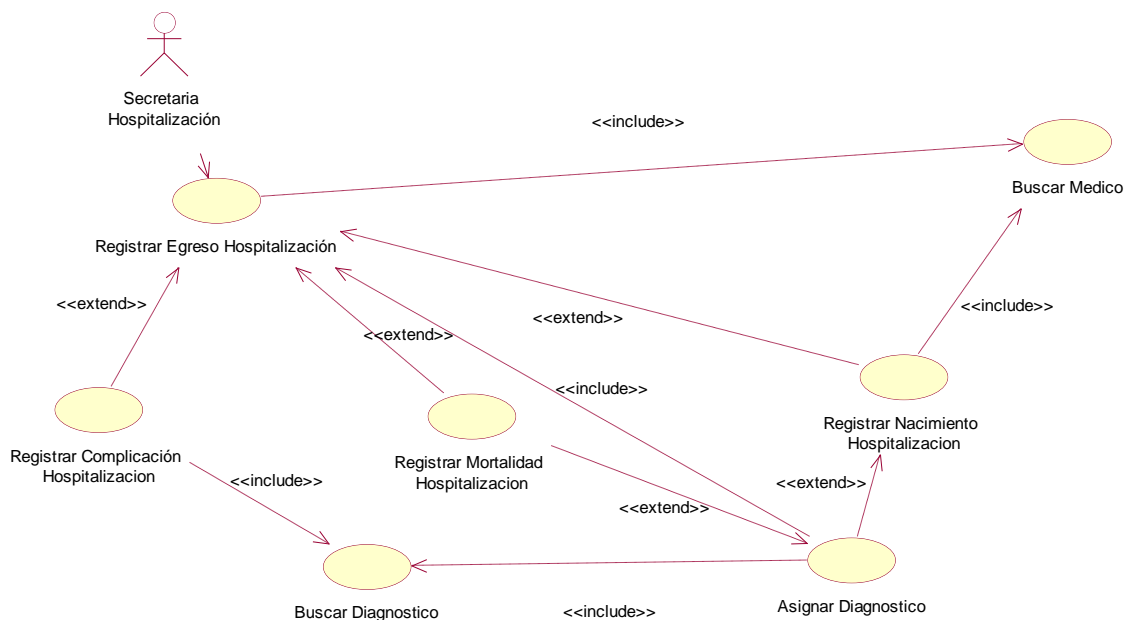 Secretaria
Hospitalización
<<include>>
Buscar Medico
Registrar Egreso Hospitalización
<<extend>>
<<include>>
<<extend>>
<<extend>>
<<include>>
Registrar Nacimiento
Hospitalizacion
Registrar Complicación
Hospitalizacion
Registrar Mortalidad
Hospitalizacion
<<include>>
<<extend>>
<<extend>>
Buscar Diagnostico
<<include>>
Asignar Diagnostico